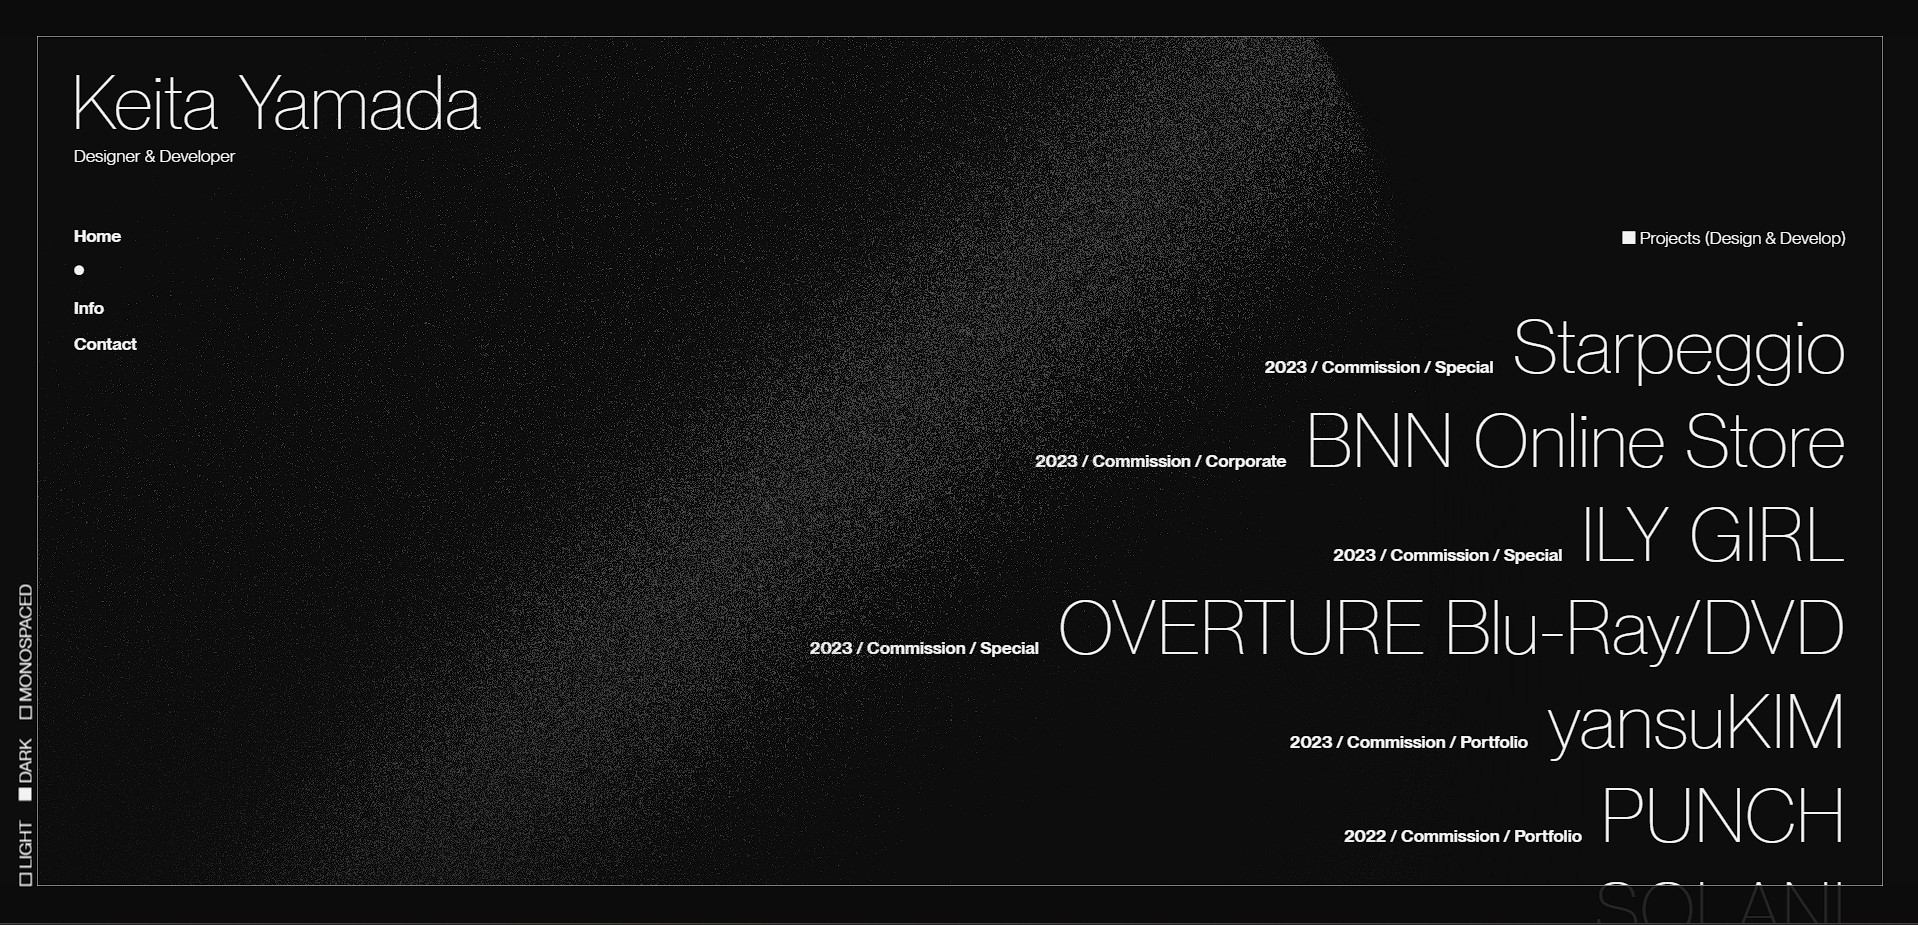 Keita Yamada
Designer & Developer
Home
Info
Contact
Projects (Design & Develop)
2023 / Commission / Special Starpeggio
2023 / Commission / Corporate BNN Online Store
2023 / Commission / Special ILY GIRL
2023 / Commission / Special OVERTURE Blu-Ray/DVD
2023 / Commission / Portfolio yansuKIM
2022 / Commission / Portfolio PUNCH
LIGHT DARK MONOSPACED